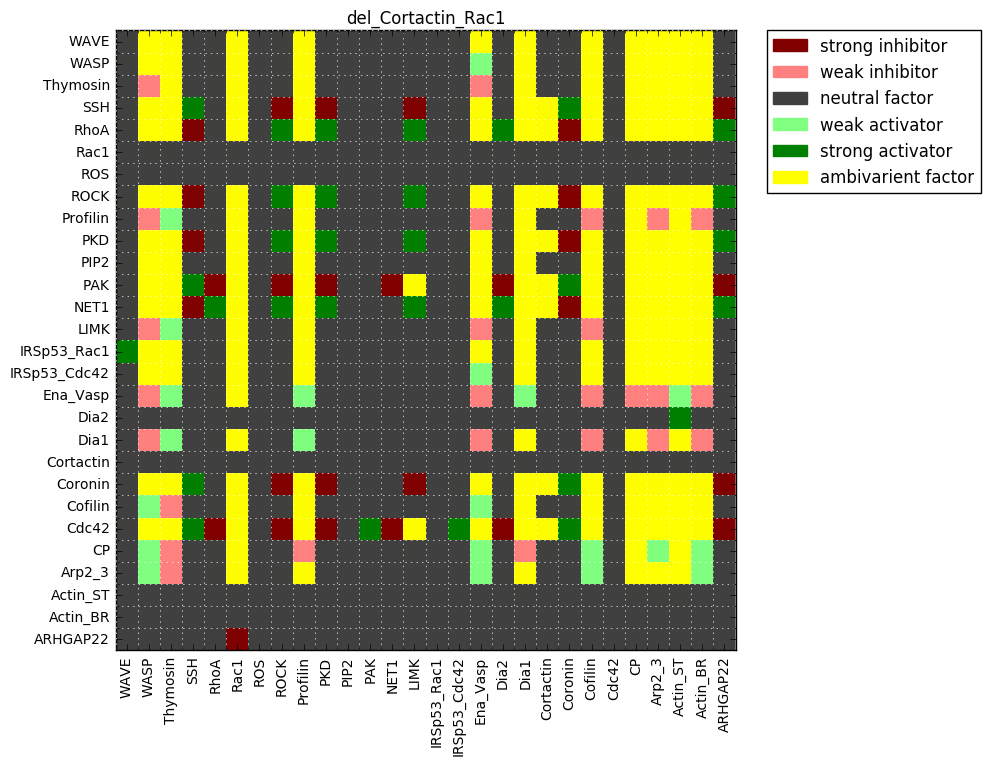 del_Cortactin_Rac1
strong inhibitor
weak inhibitor
neutral factor
weak activator
strong activator
ambivarient factor
WAVE
WASP
Thymosin
SSH
RhoA
Rac1
ROS
ROCK
Profilin
PKD
PIP2
PAK
NET1
LIMK
IRSp53_Rac1
IRSp53_Cdc42
Ena_Vasp
Dia2
Dia1
Cortactin
Coronin
Cofilin
Cdc42
CP
Arp2_3
Actin_ST
Actin_BR
ARHGAP22
WAVE
WASP
Thymosin
SSH
RhoA
Rac1
ROS
ROCK
Profilin
PKD
PIP2
PAK
NET1
LIMK
IRSp53_Rac1
IRSp53_Cdc42
Ena_Vasp
Dia2
Dia1
Cortactin
Coronin
Cofilin
Cdc42
CP
Arp2_3
Actin_ST
Actin_BR
ARHGAP22